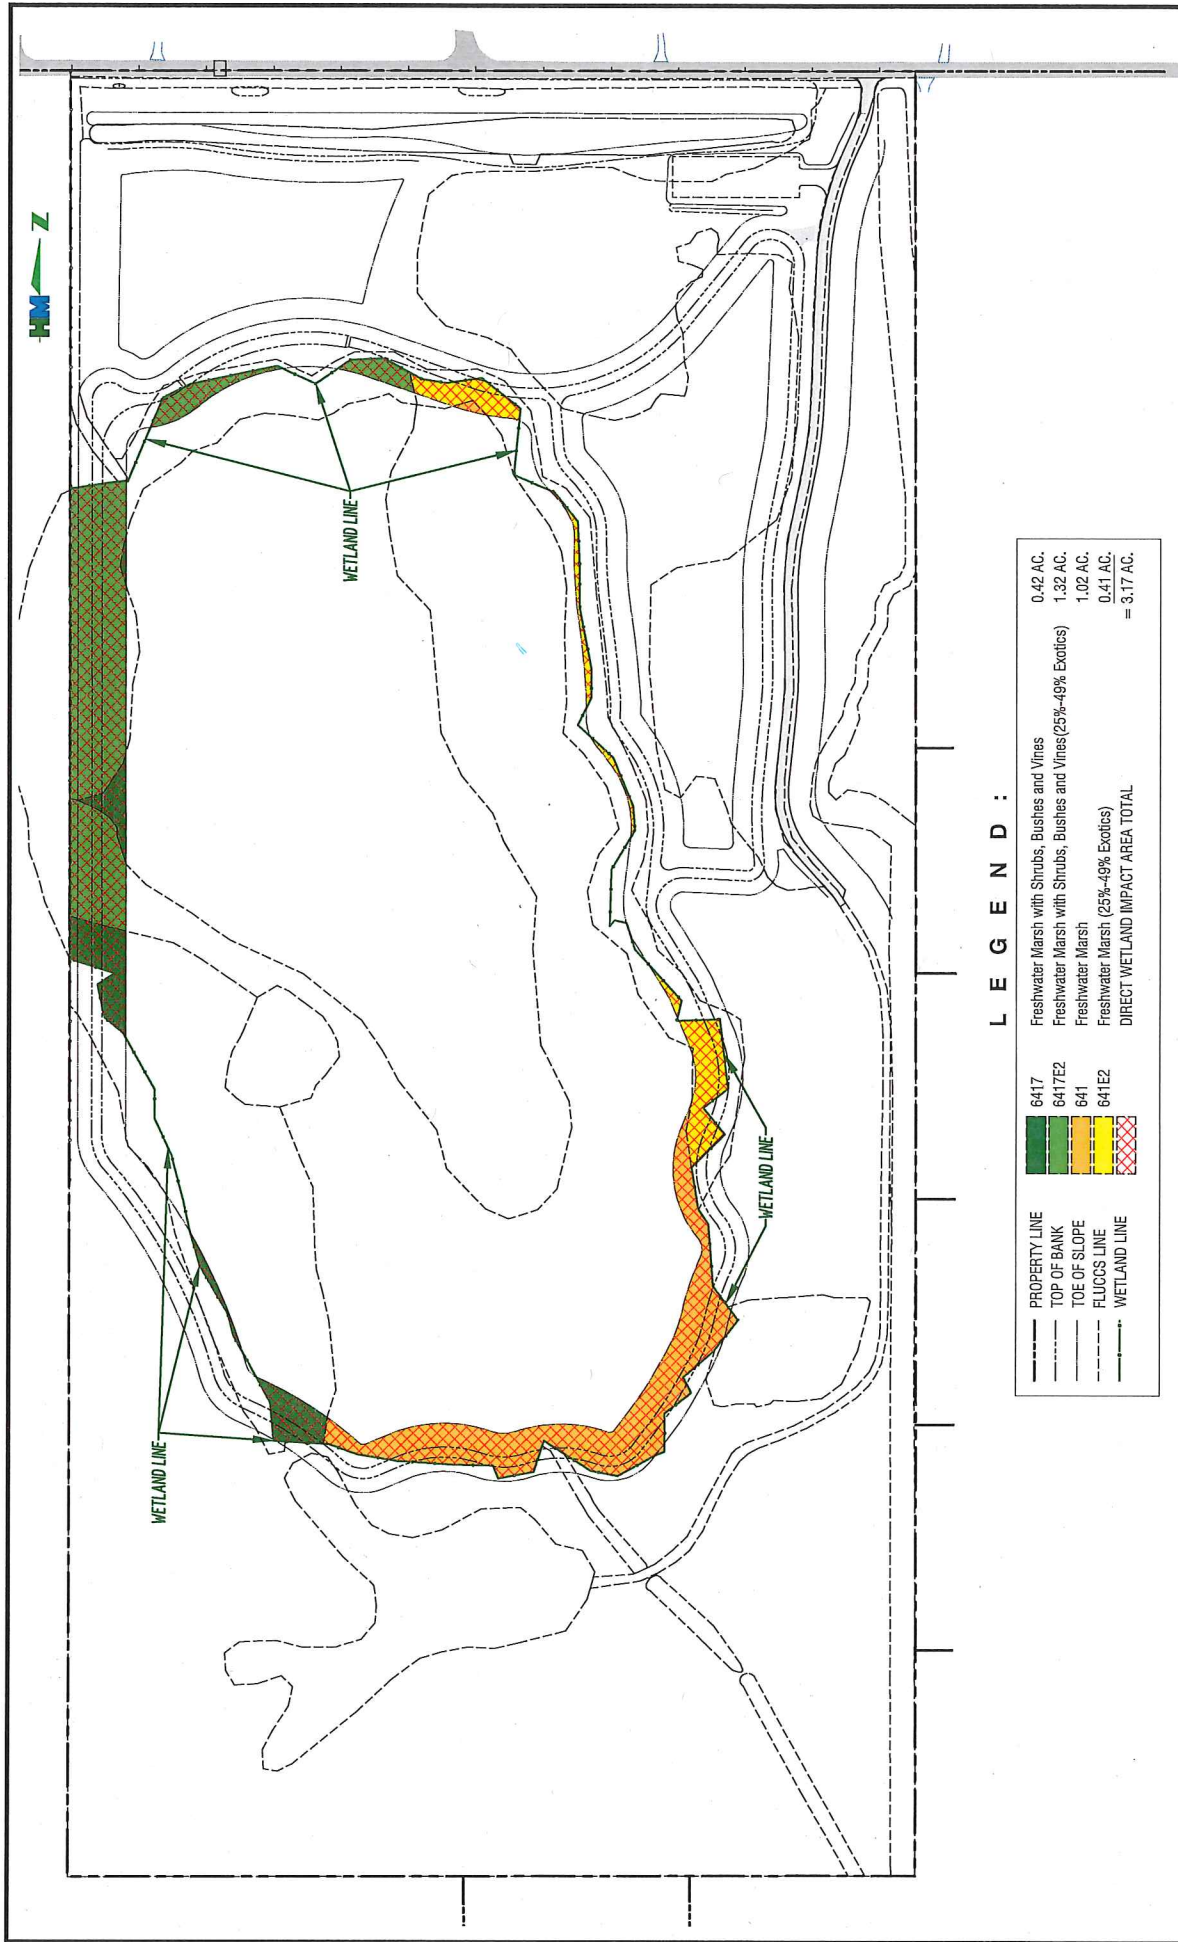 HM N
WETLAND LINE
WETLAND LINE
WETLAND LINE
LEGEND:
PROPERTY LINE
TOP OF BANK
TOE OF SLOPE
FLUCCS LINE
WETLAND LINE
6417 Freshwater Marsh with Shrubs, Bushes and Vines 0.42 AC.
6417E2 Freshwater Marsh with Shrubs, Bushes and Vines(25%-49% Exotics) 1.32 AC.
641 Freshwater Marsh 1.02 AC.
641E2 Freshwater Marsh (25%-49% Exotics) 0.41 AC.
DIRECT WETLAND IMPACT AREA TOTAL = 3.17 AC.